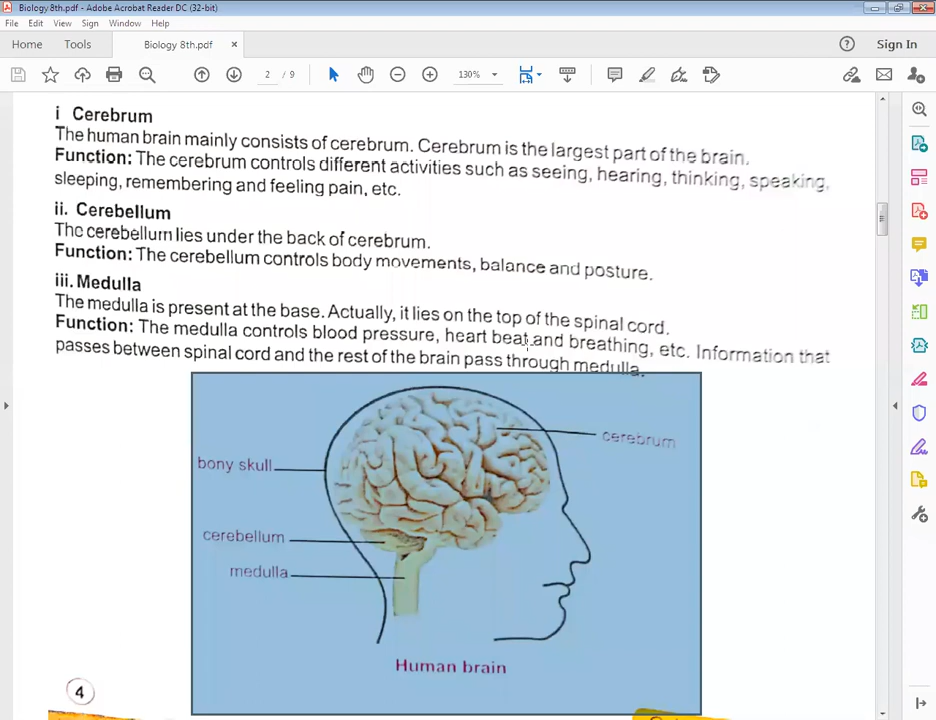 Biology 8th.pdf - Adobe Acrobat Reader DC (32-bit)
File Edit View Sign Window Help
Home Tools Biology 8th.pdf × Sign In
2 / 9 130%
i Cerebrum
The human brain mainly consists of cerebrum. Cerebrum is the largest part of the brain.
Function: The cerebrum controls different activities such as seeing, hearing, thinking, speaking,
sleeping, remembering and feeling pain, etc.
ii. Cerebellum
The cerebellum lies under the back of cerebrum.
Function: The cerebellum controls body movements, balance and posture.
iii. Medulla
The medulla is present at the base. Actually, it lies on the top of the spinal cord.
Function: The medulla controls blood pressure, heart beat and breathing, etc. Information that
passes between spinal cord and the rest of the brain pass through medulla.
cerebrum
bony skull
cerebellum
medulla
Human brain
4